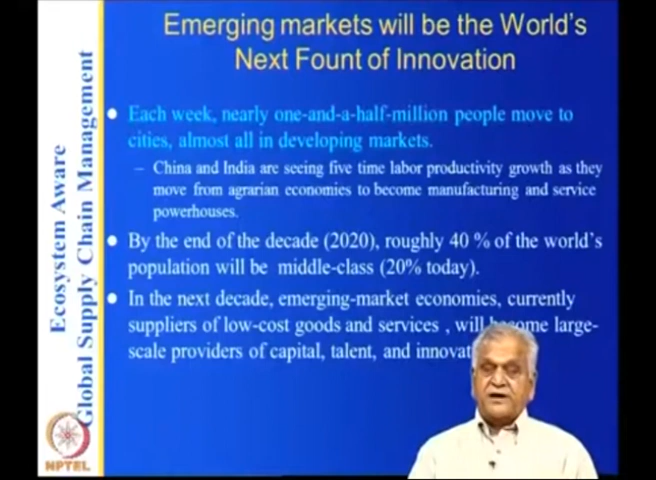 Emerging markets will be the World's
Next Fount of Innovation
Ecosystem Aware
Global Supply Chain Management
Each week, nearly one-and-a-half-million people move to
cities, almost all in developing markets.
– China and India are seeing five time labor productivity growth as they
move from agrarian economies to become manufacturing and service
powerhouses.
By the end of the decade (2020), roughly 40 % of the world's
population will be middle-class (20% today).
In the next decade, emerging-market economies, currently
suppliers of low-cost goods and services , will become large-
scale providers of capital, talent, and innovat
NPTEL